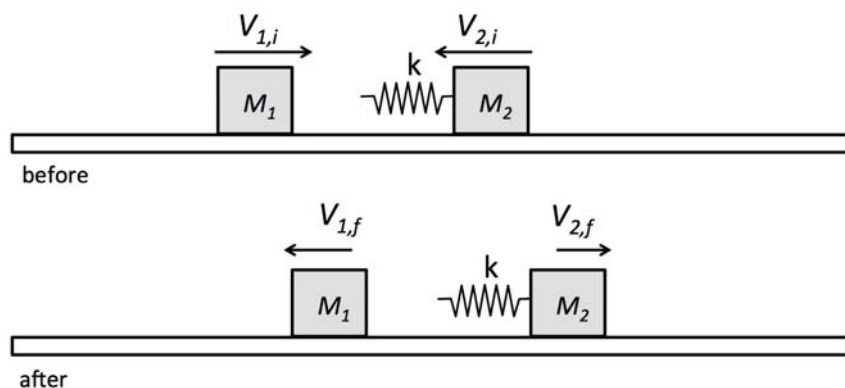 V1,i V2,i
k
M1 M2
before
V1,f V2,f
k
M1 M2
after